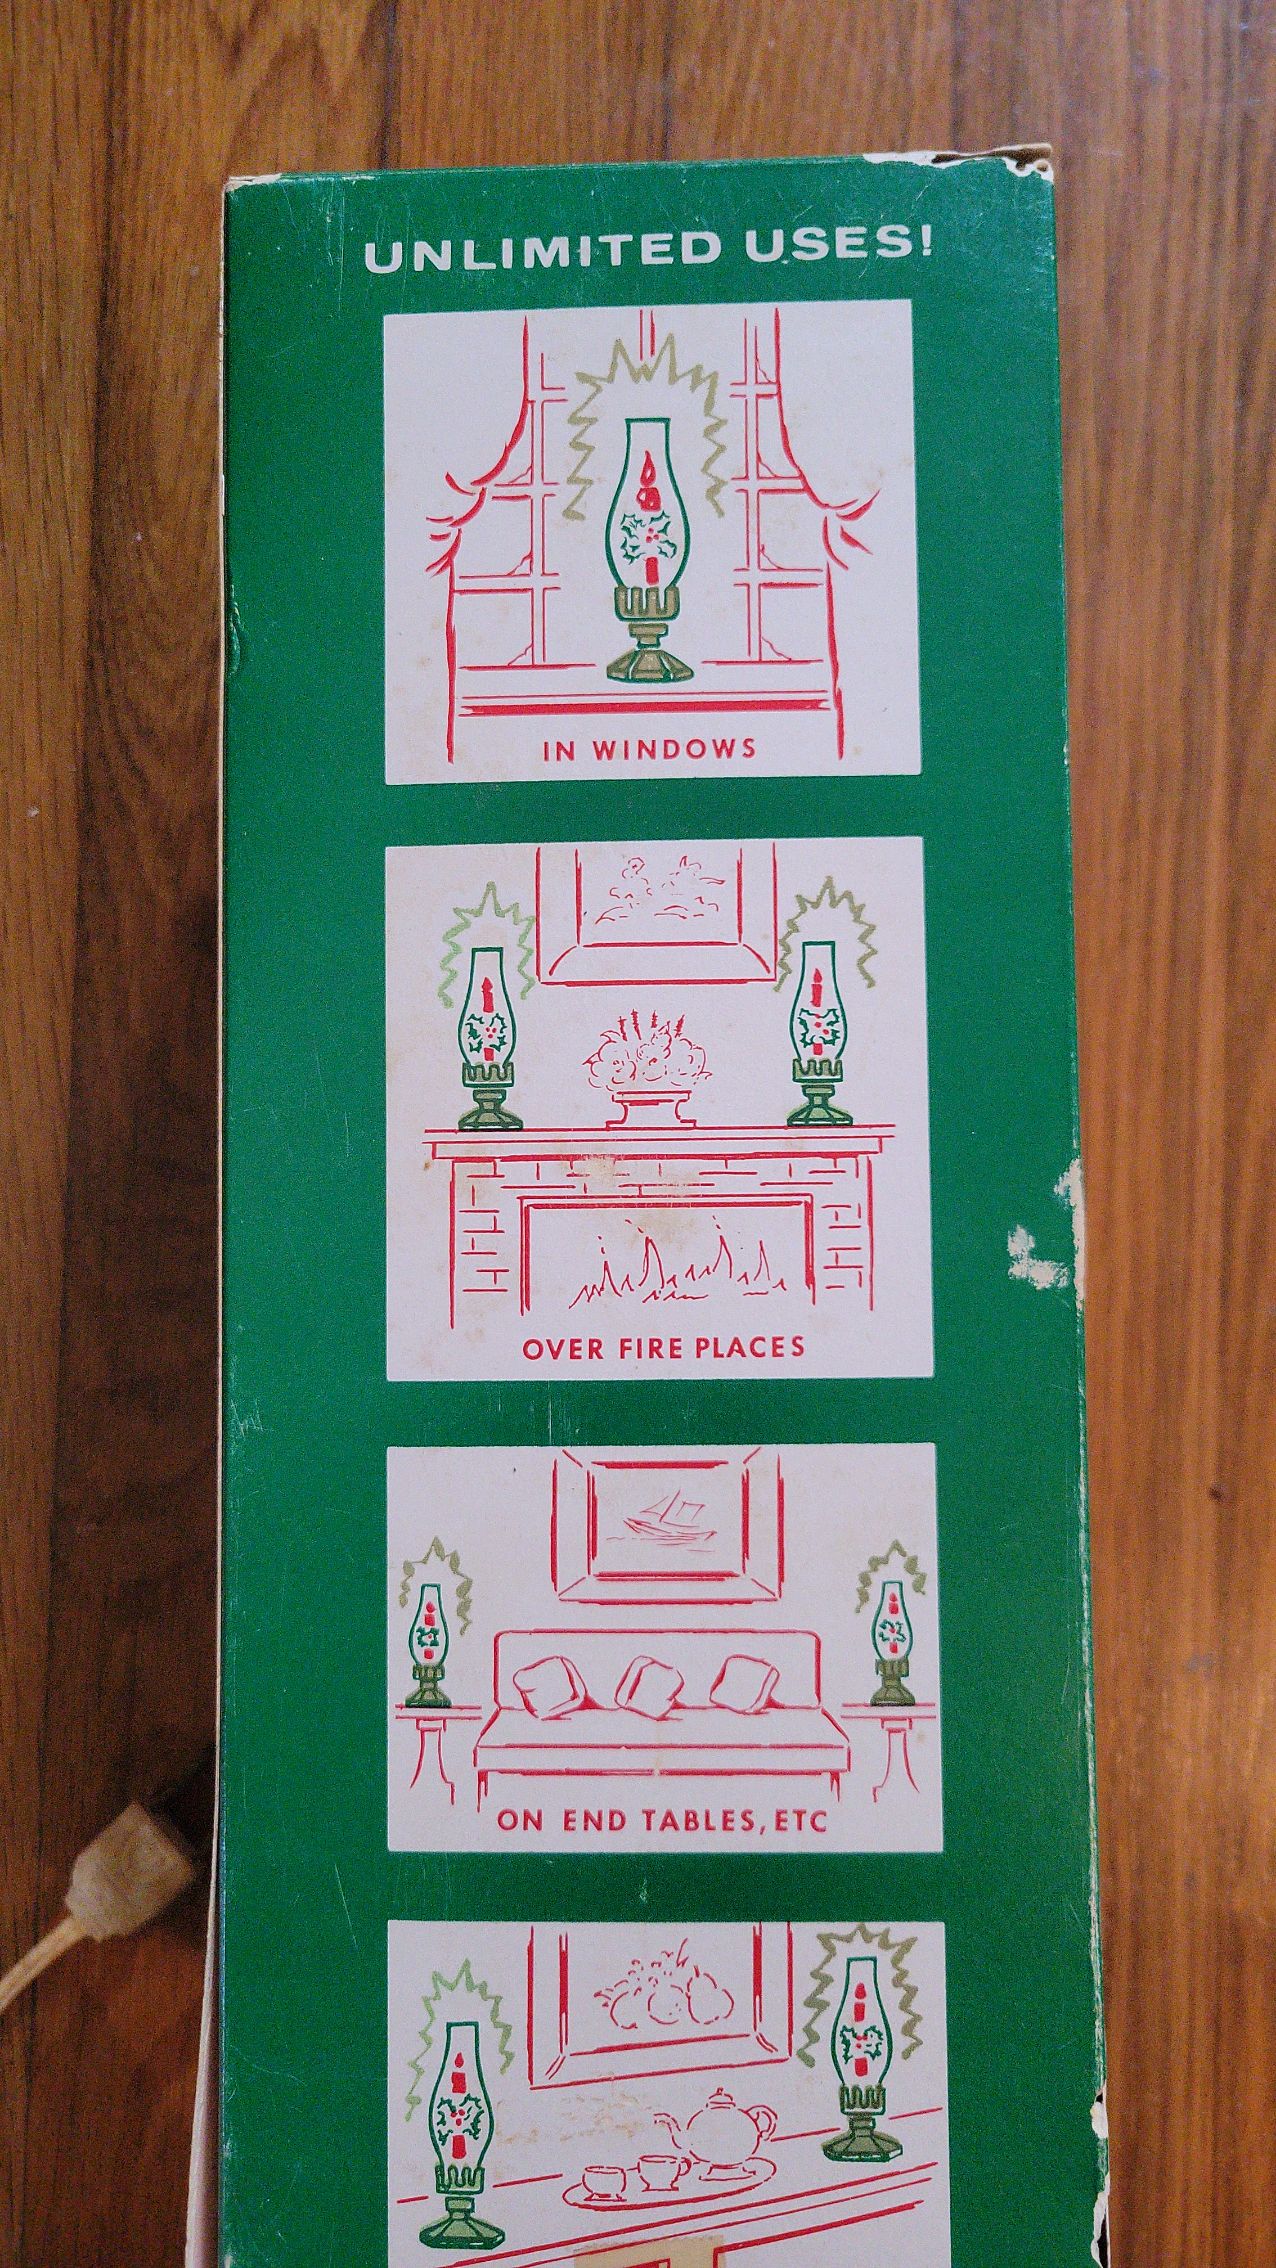 UNLIMITED USES!
IN WINDOWS
OVER FIRE PLACES
ON END TABLES, ETC